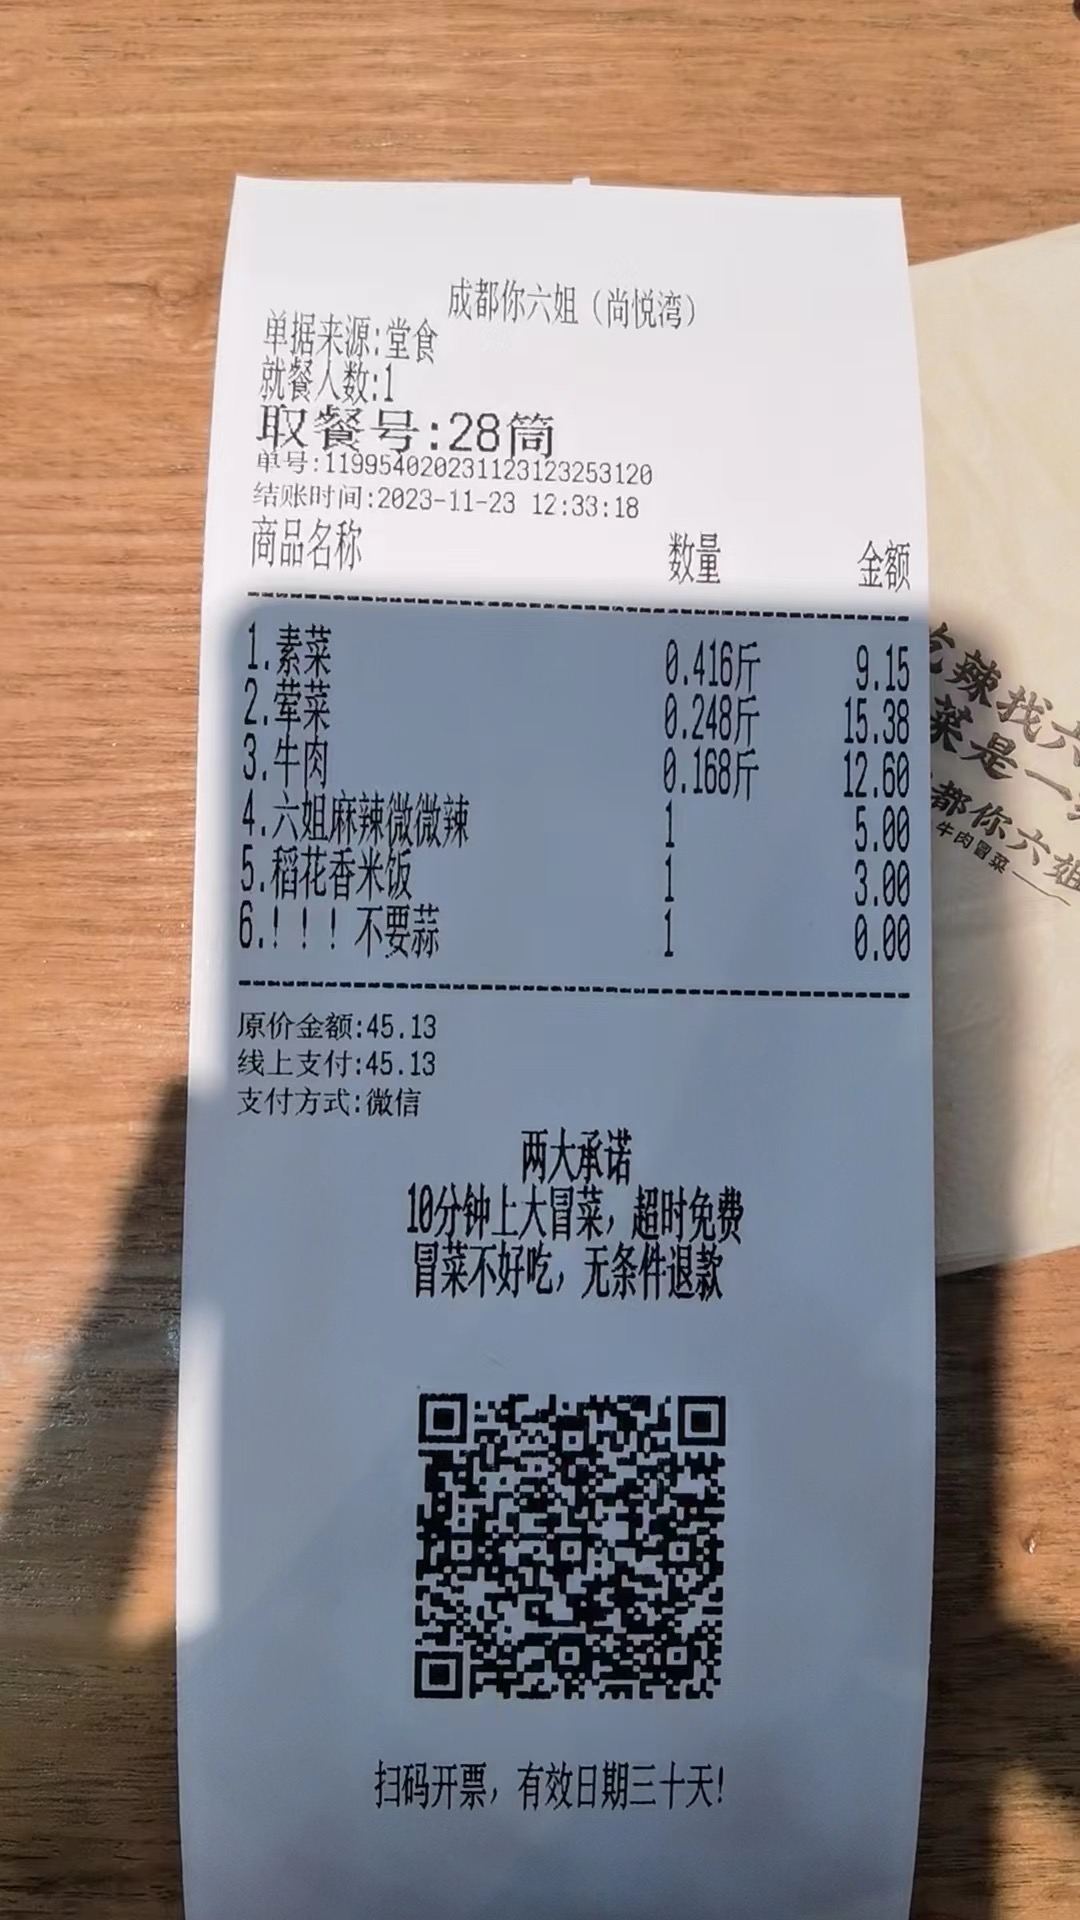 成都你六姐（尚悦湾）
单据来源:堂食
就餐人数:1
取餐号:28筒
单号:119954020231123123253120
结账时间:2023-11-23 12:33:18
商品名称 数量 金额
1.素菜 0.416斤 9.15
2.荤菜 0.248斤 15.38
3.牛肉 0.168斤 12.60
4.六姐麻辣微微辣 1 5.00
5.稻花香米饭 1 3.00
6.!!!不要蒜 1 0.00
原价金额:45.13
线上支付:45.13
支付方式:微信
两大承诺
10分钟上大冒菜，超时免费
冒菜不好吃，无条件退款
扫码开票，有效日期三十天!
辣找六
菜是一
都你六姐
牛肉冒菜